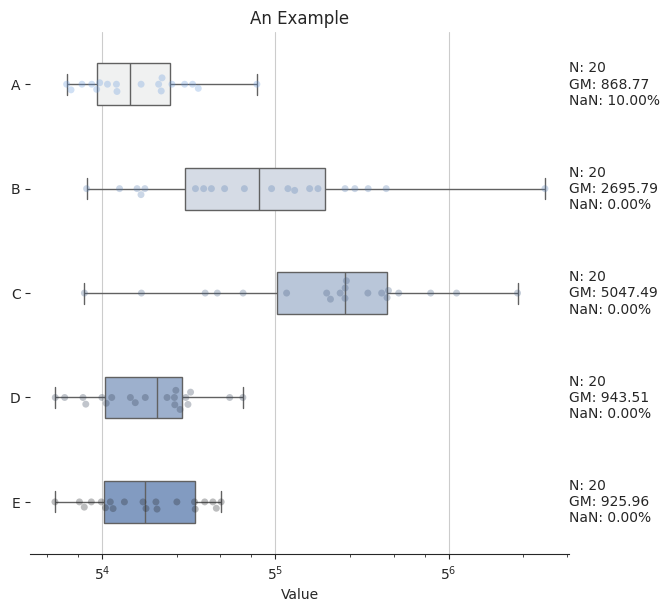 An Example
A
N: 20
GM: 868.77
NaN: 10.00%
B
N: 20
GM: 2695.79
NaN: 0.00%
C
N: 20
GM: 5047.49
NaN: 0.00%
D
N: 20
GM: 943.51
NaN: 0.00%
E
N: 20
GM: 925.96
NaN: 0.00%
5⁴ 5⁵ 5⁶
Value